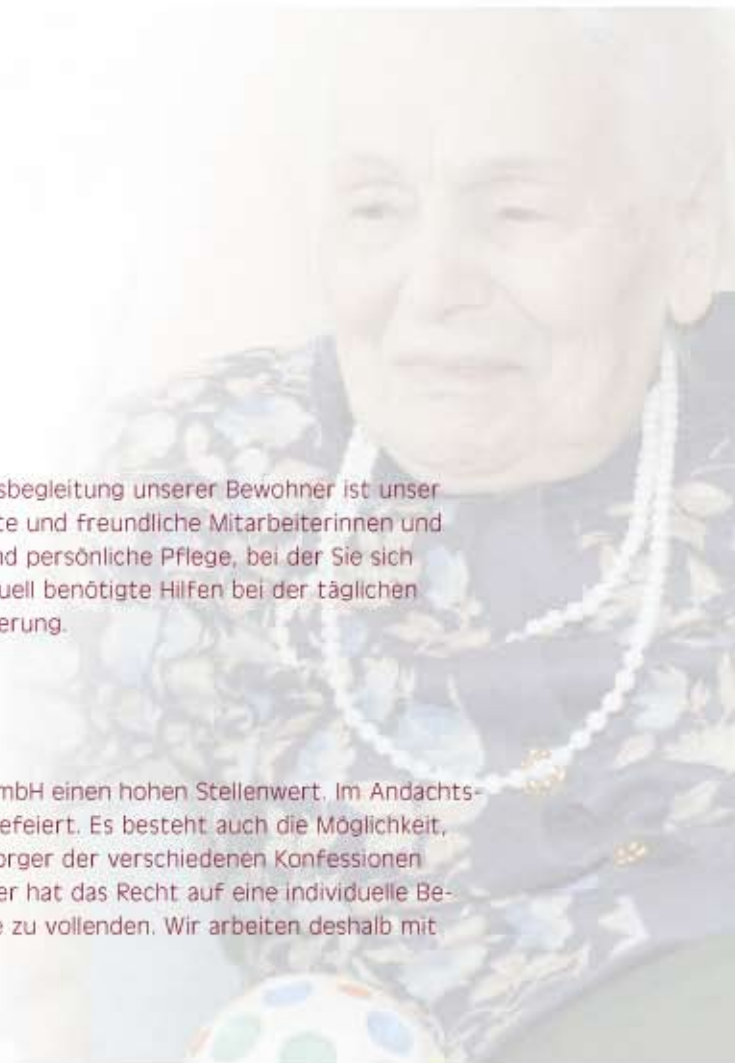 sbegleitung unserer Bewohner ist unser
te und freundliche Mitarbeiterinnen und
nd persönliche Pflege, bei der Sie sich
uell benötigte Hilfen bei der täglichen
erung.
mbH einen hohen Stellenwert. Im Andachts-
efeiert. Es besteht auch die Möglichkeit,
orger der verschiedenen Konfessionen
er hat das Recht auf eine individuelle Be-
e zu vollenden. Wir arbeiten deshalb mit